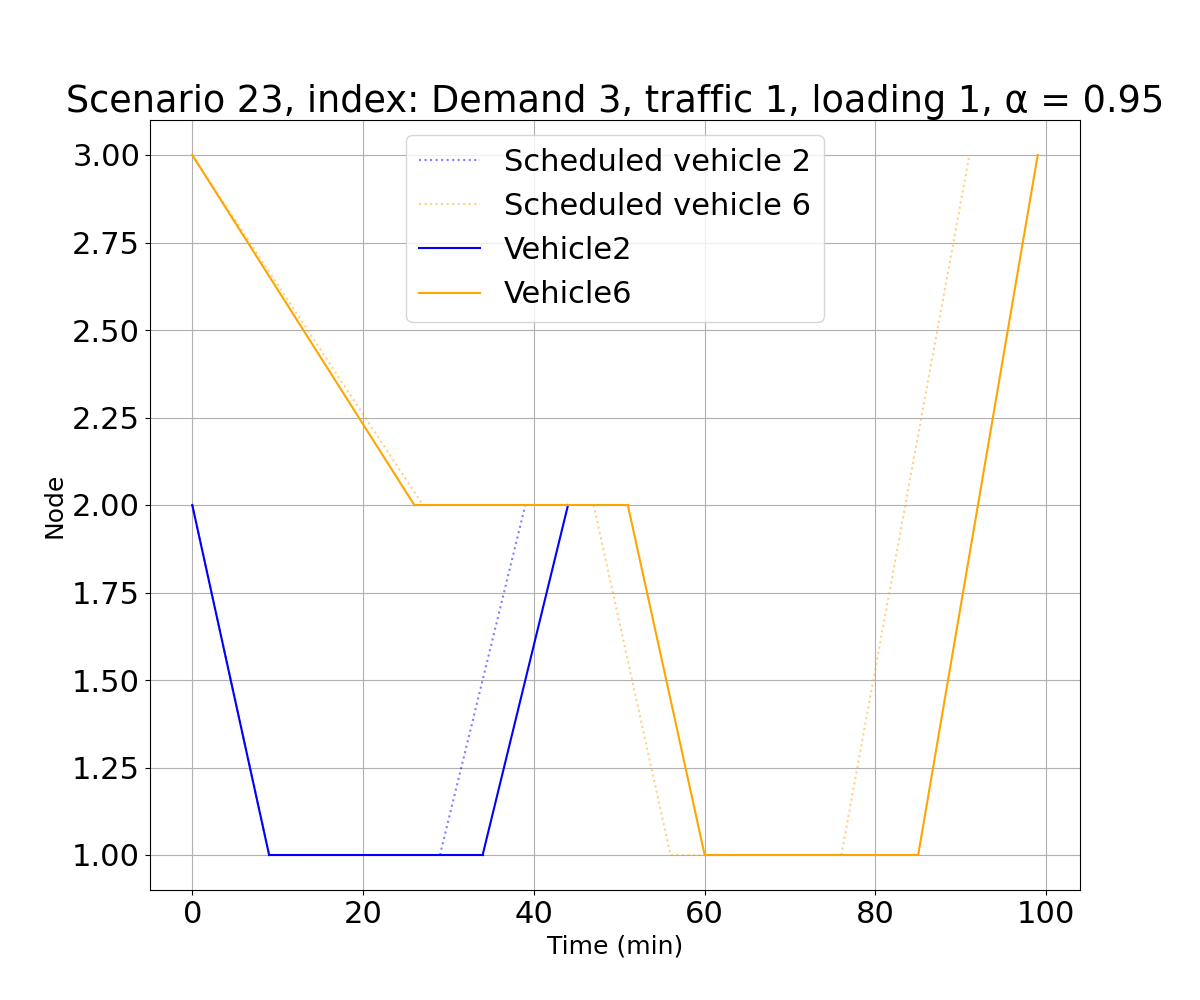 Scenario 23, index: Demand 3, traffic 1, loading 1, α = 0.95
Scheduled vehicle 2
Scheduled vehicle 6
Vehicle2
Vehicle6
3.00
2.75
2.50
2.25
2.00
1.75
1.50
1.25
1.00
Node
0 20 40 60 80 100
Time (min)